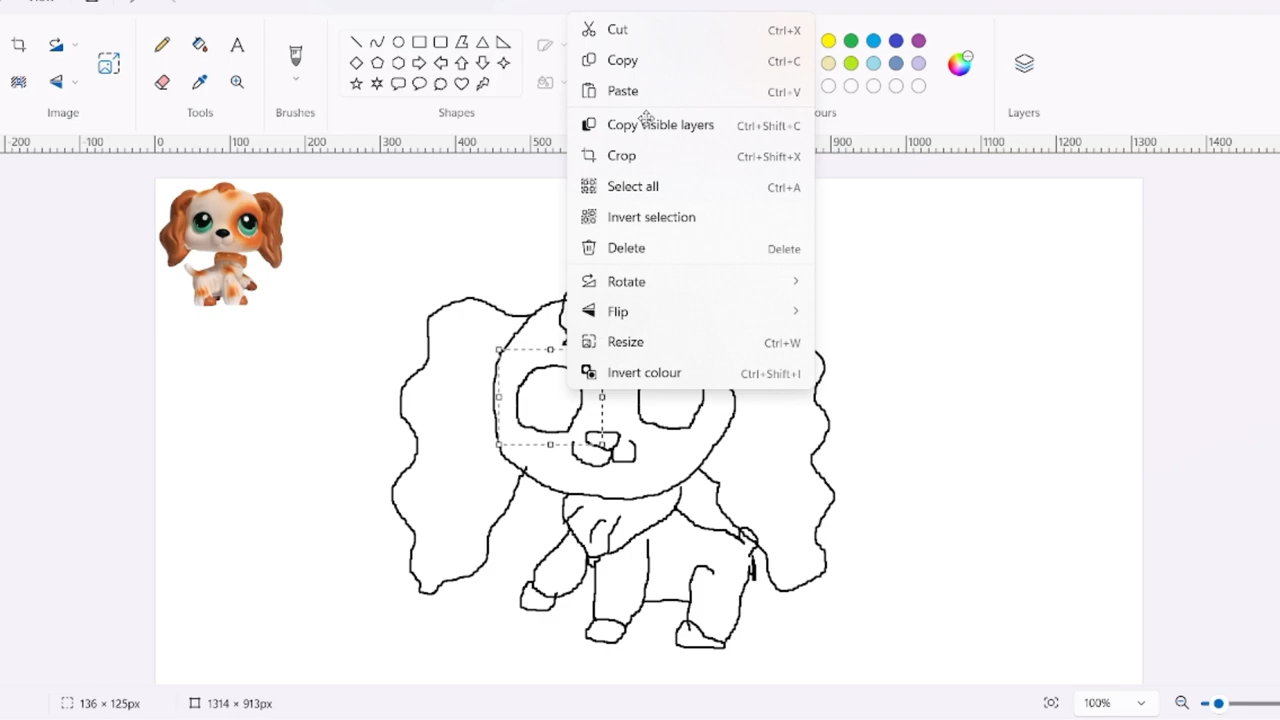 Cut Ctrl+X
Copy Ctrl+C
Paste Ctrl+V
Copy visible layers Ctrl+Shift+C
Crop Ctrl+Shift+X
Select all Ctrl+A
Invert selection
Delete Delete
Rotate
Flip
Resize Ctrl+W
Invert colour Ctrl+Shift+I
A
Image Tools Brushes Shapes ours Layers
-200 -100 0 100 200 300 400 500 900 1000 1100 1200 1300 1400
136 × 125px 1314 × 913px 100%